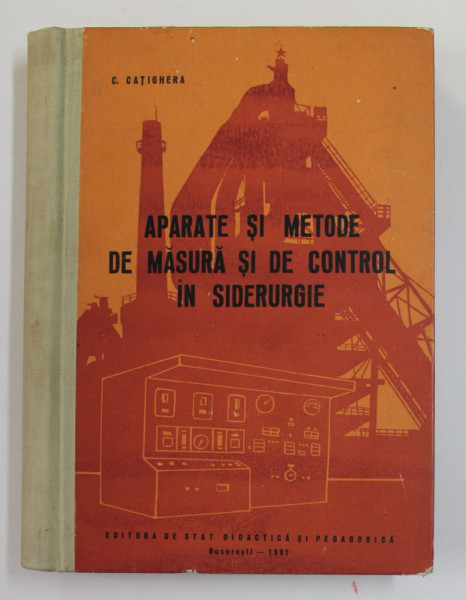 C. CAȚIGHERA
APARATE ȘI METODE
DE MĂSURĂ ȘI DE CONTROL
ÎN SIDERURGIE
EDITURA DE STAT DIDACTICĂ ȘI PEDAGOGICĂ
București — 1961